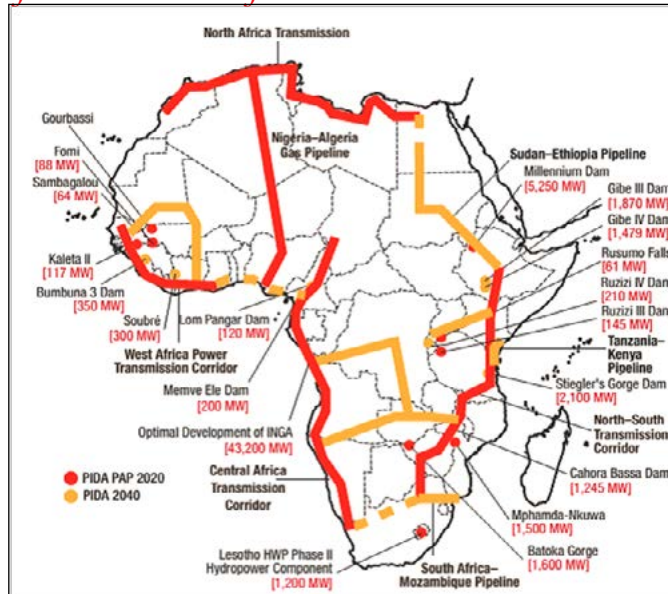 North Africa Transmission
Gourbassi
Fomi
[88 MW]
Sambagalou
[64 MW]
Kaleta II
[117 MW]
Bumbuna 3 Dam
[350 MW]
Soubré
[300 MW]
West Africa Power
Transmission Corridor
Nigeria–Algeria
Gas Pipeline
Lom Pangar Dam
[120 MW]
Memve Ele Dam
[200 MW]
Optimal Development of INGA
[43,200 MW]
Central Africa
Transmission
Corridor
PIDA PAP 2020
PIDA 2040
Lesotho HWP Phase II
Hydropower Component
[1,200 MW]
Sudan–Ethiopia Pipeline
Millennium Dam
[5,250 MW]
Gibe III Dam
[1,870 MW]
Gibe IV Dam
[1,479 MW]
Rusumo Falls
[61 MW]
Ruzizi IV Dam
[210 MW]
Ruzizi III Dam
[145 MW]
Tanzania–
Kenya
Pipeline
Stiegler's Gorge Dam
[2,100 MW]
North–South
Transmission
Corridor
Cahora Bassa Dam
[1,245 MW]
Mphamda-Nkuwa
[1,500 MW]
Batoka Gorge
[1,600 MW]
South Africa–
Mozambique Pipeline